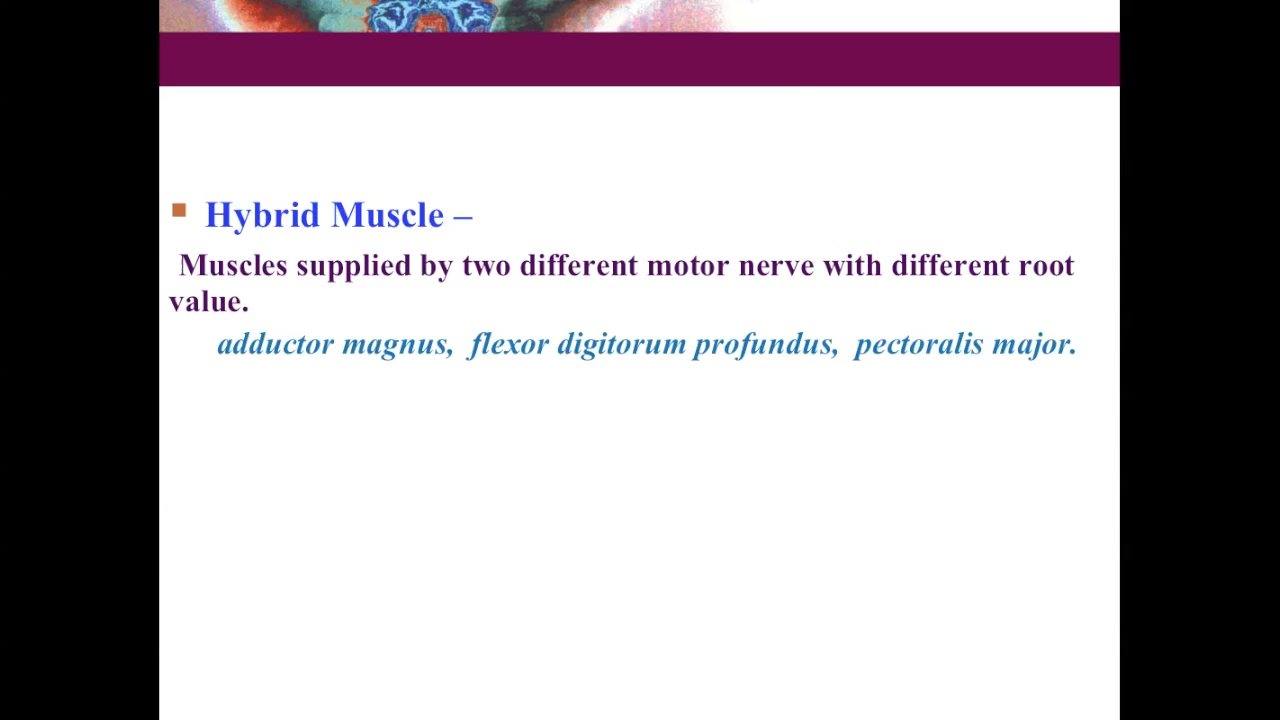 Hybrid Muscle –
Muscles supplied by two different motor nerve with different root
value.
adductor magnus, flexor digitorum profundus, pectoralis major.